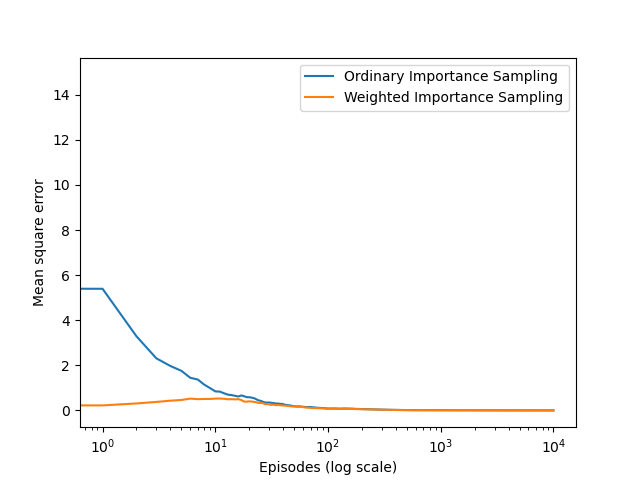 Ordinary Importance Sampling
Weighted Importance Sampling
14
12
10
8
6
4
2
0
Mean square error
10⁰ 10¹ 10² 10³ 10⁴
Episodes (log scale)